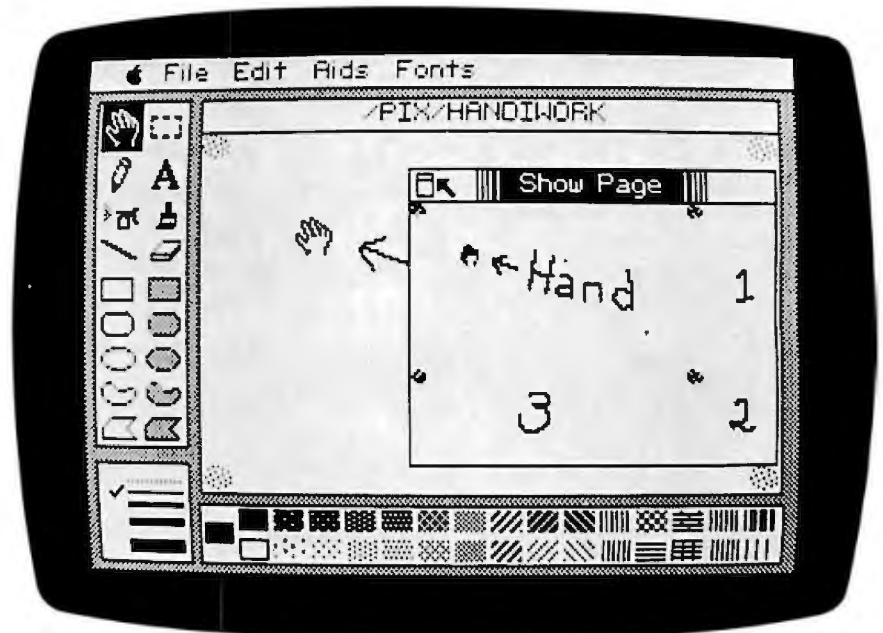 File Edit Aids Fonts
/PIX/HANDIWORK
A
Show Page
Hand
1
3
2